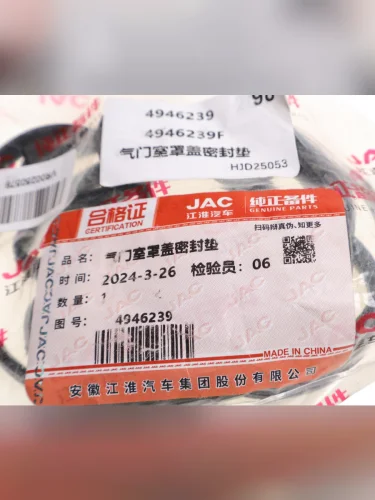 90
4946239
4946239F
气门室罩盖密封垫
HJD25053
合格证
CERTIFICATION
JAC
江淮汽车
纯正备件
GENUINE PARTS
扫码辩真伪、知更多
品名: 气门室罩盖密封垫
时间: 2024-3-26 检验员: 06
数量: 1
图号: 4946239
JAC
MADE IN CHINA
安徽江淮汽车集团股份有限公司